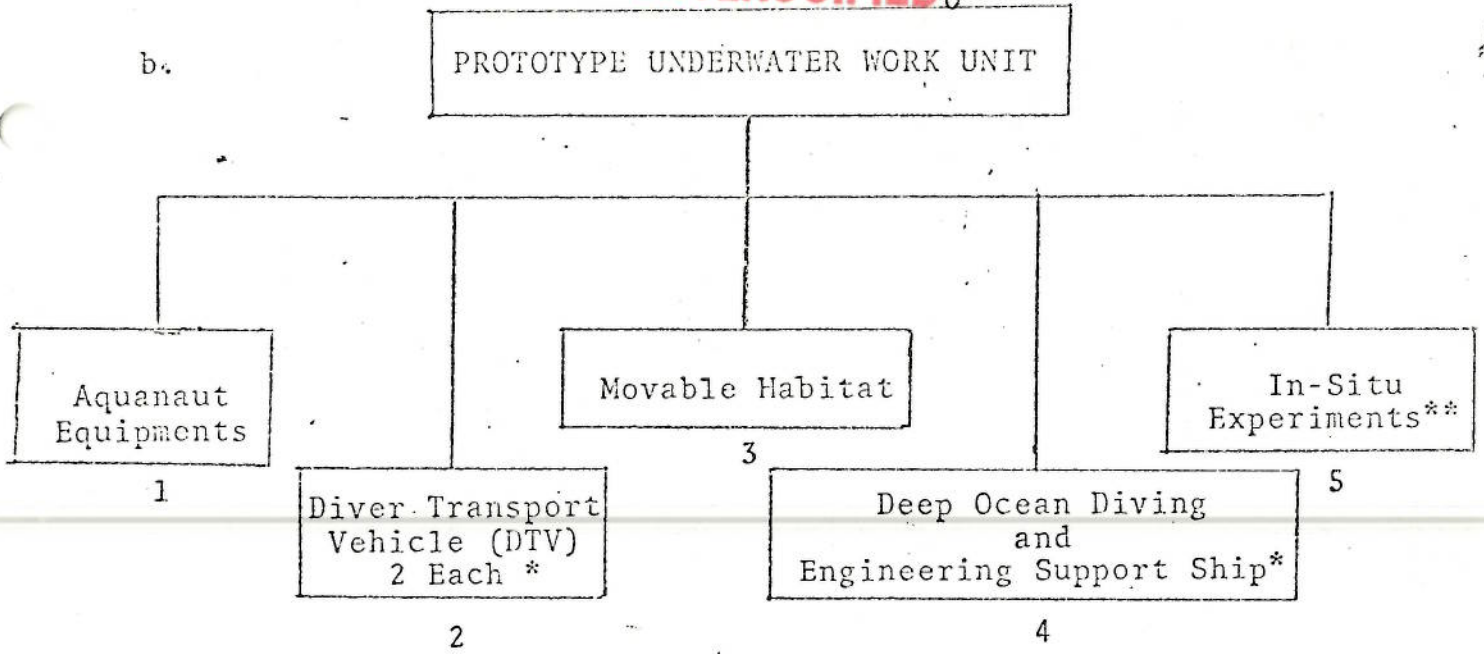 b.
PROTOTYPE UNDERWATER WORK UNIT
Aquanaut
Equipments
1
Diver Transport
Vehicle (DTV)
2 Each *
2
Movable Habitat
3
Deep Ocean Diving
and
Engineering Support Ship*
4
In-Situ
Experiments**
5